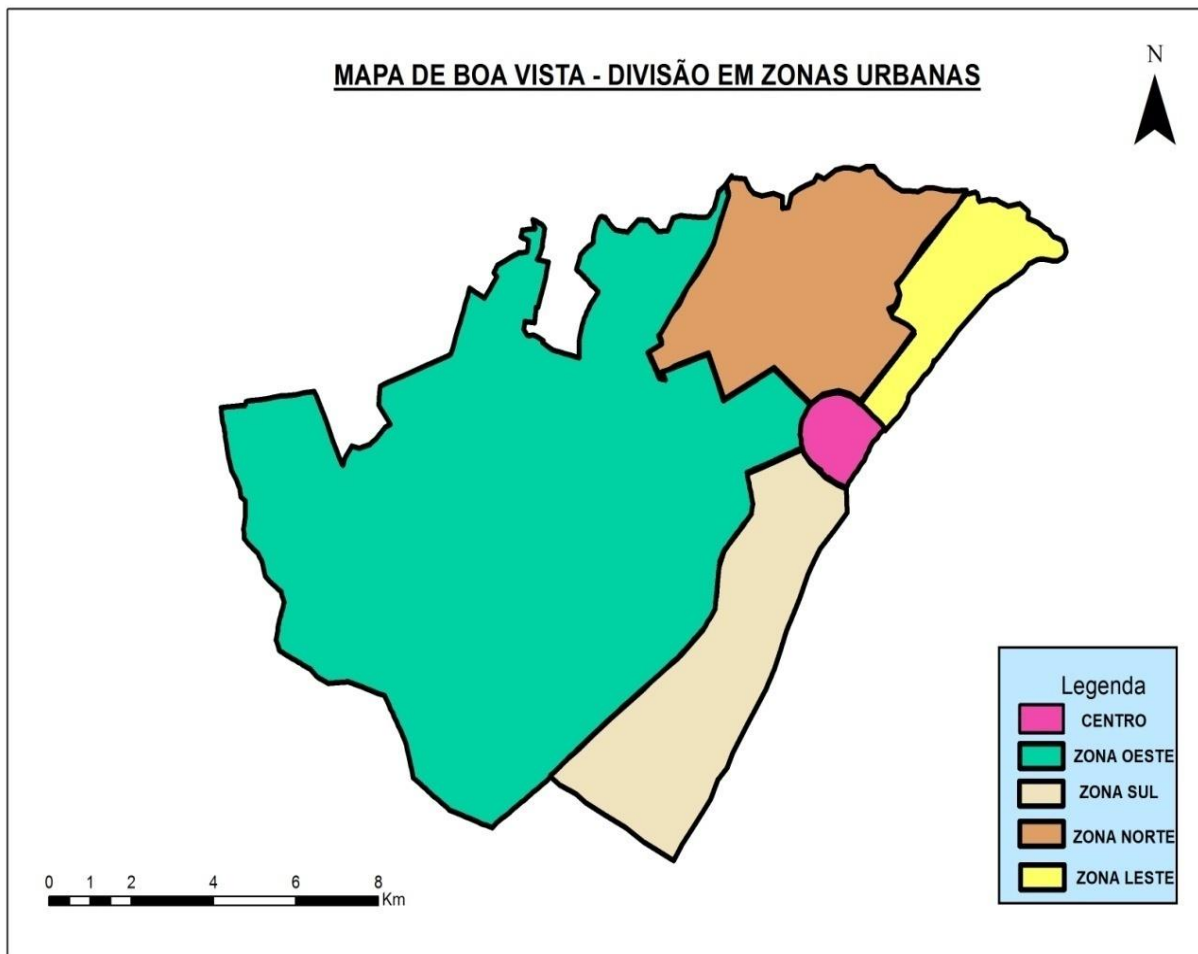 MAPA DE BOA VISTA - DIVISÃO EM ZONAS URBANAS
N
Legenda
CENTRO
ZONA OESTE
ZONA SUL
ZONA NORTE
ZONA LESTE
0 1 2 4 6 8
Km